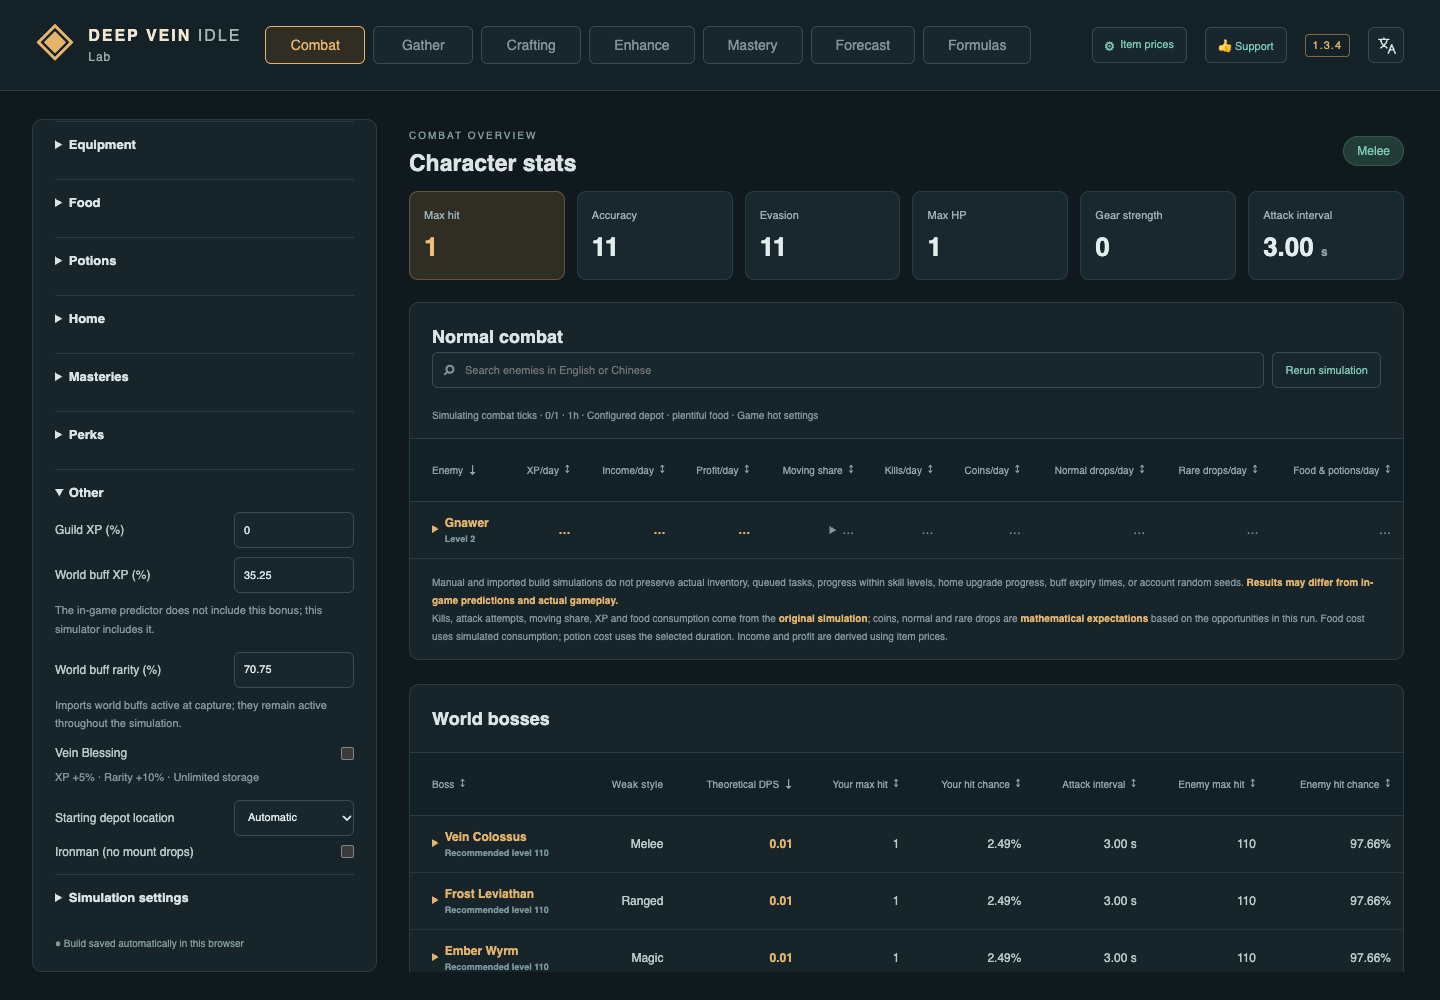 DEEP VEIN IDLE
Lab
Combat
Gather
Crafting
Enhance
Mastery
Forecast
Formulas
Item prices
Support
1.3.4
Equipment
Food
Potions
Home
Masteries
Perks
Other
Guild XP (%)
0
World buff XP (%)
35.25
The in-game predictor does not include this bonus; this
simulator includes it.
World buff rarity (%)
70.75
Imports world buffs active at capture; they remain active
throughout the simulation.
Vein Blessing
XP +5% · Rarity +10% · Unlimited storage
Starting depot location
Automatic
Ironman (no mount drops)
Simulation settings
Build saved automatically in this browser
COMBAT OVERVIEW
Character stats
Melee
Max hit
1
Accuracy
11
Evasion
11
Max HP
1
Gear strength
0
Attack interval
3.00 s
Normal combat
Search enemies in English or Chinese
Rerun simulation
Simulating combat ticks · 0/1 · 1h · Configured depot · plentiful food · Game hot settings
Enemy ↓ XP/day ↕ Income/day ↕ Profit/day ↕ Moving share ↕ Kills/day ↕ Coins/day ↕ Normal drops/day ↕ Rare drops/day ↕ Food & potions/day ↕
Gnawer ... ... ... ... ... ... ... ... ...
Level 2
Manual and imported build simulations do not preserve actual inventory, queued tasks, progress within skill levels, home upgrade progress, buff expiry times, or account random seeds. Results may differ from in-
game predictions and actual gameplay.
Kills, attack attempts, moving share, XP and food consumption come from the original simulation; coins, normal and rare drops are mathematical expectations based on the opportunities in this run. Food cost
uses simulated consumption; potion cost uses the selected duration. Income and profit are derived using item prices.
World bosses
Boss ↕ Weak style Theoretical DPS ↓ Your max hit ↕ Your hit chance ↕ Attack interval ↕ Enemy max hit ↕ Enemy hit chance ↕
Vein Colossus Melee 0.01 1 2.49% 3.00 s 110 97.66%
Recommended level 110
Frost Leviathan Ranged 0.01 1 2.49% 3.00 s 110 97.66%
Recommended level 110
Ember Wyrm Magic 0.01 1 2.49% 3.00 s 110 97.66%
Recommended level 110